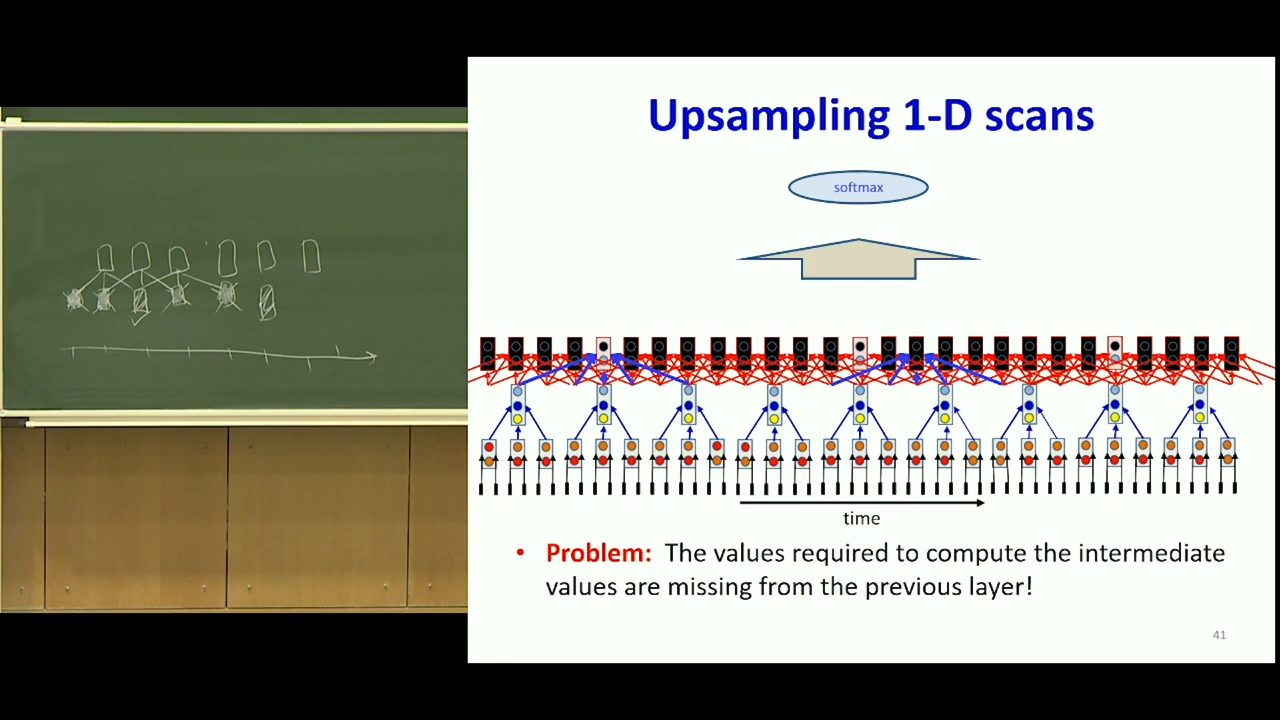 Upsampling 1-D scans
softmax
time
• Problem: The values required to compute the intermediate
values are missing from the previous layer!
41